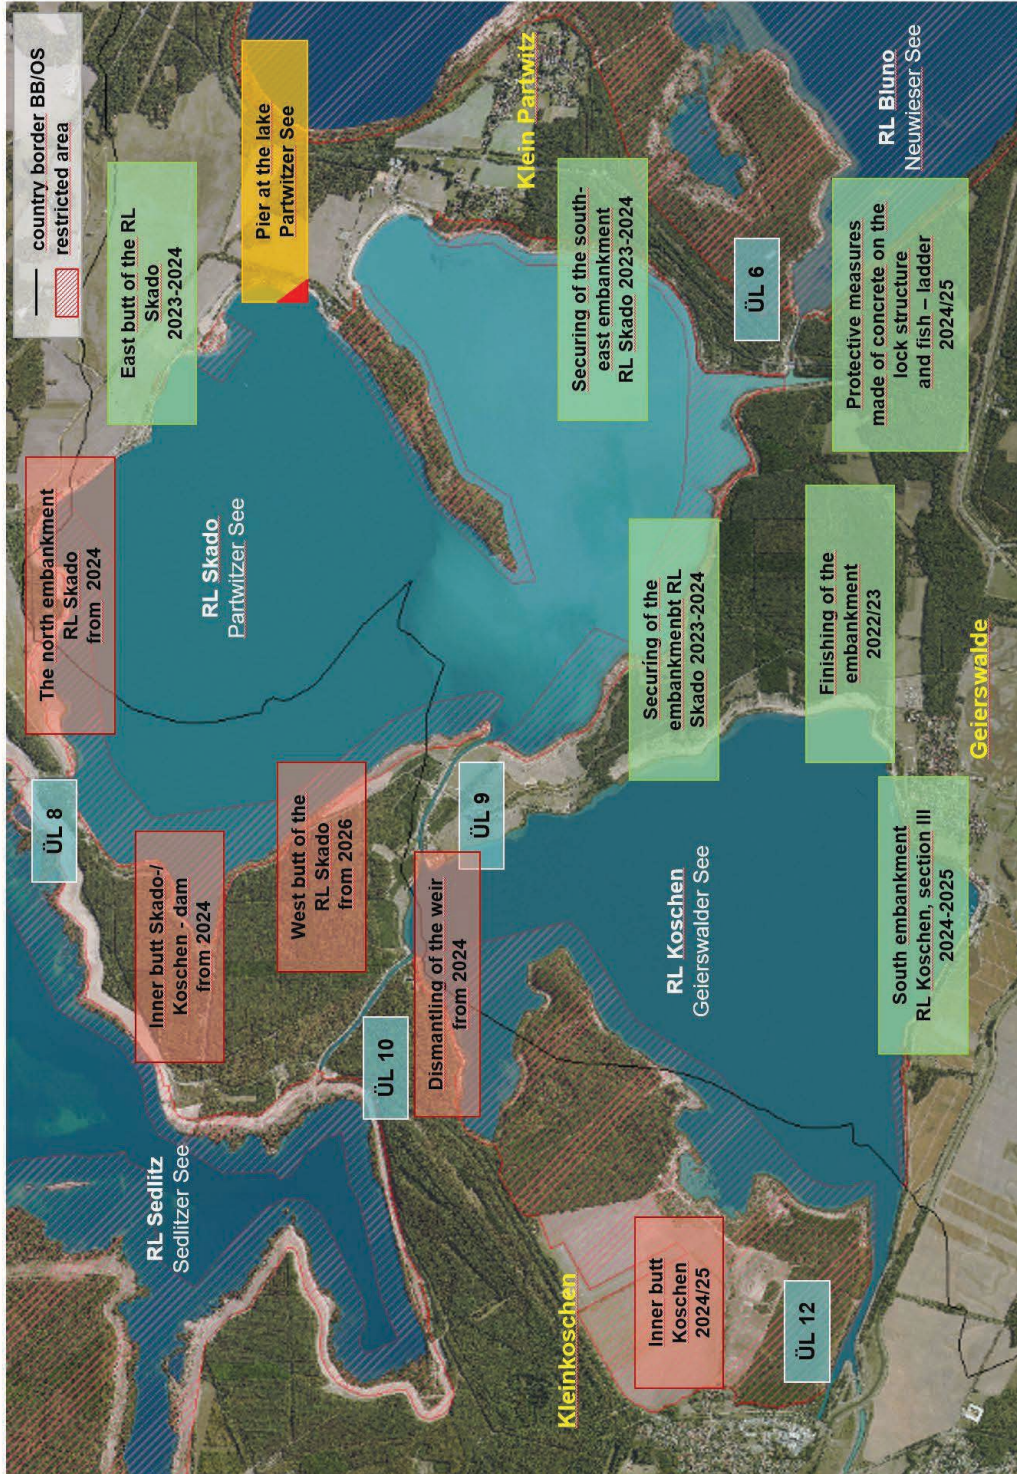 country border BB/OS
restricted area
ÜL 8
The north embankment
RL Skado
from 2024
East butt of the RL
Skado
2023-2024
Pier at the lake
Partwitzer See
RL Sedlitz
Sedlitzer See
Inner butt Skado-/
Koschen - dam
from 2024
RL Skado
Partwitzer See
West butt of the
RL Skado
from 2026
ÜL 10
Dismantling of the weir
from 2024
ÜL 9
Klein Partwitz
Kleinkoschen
Securing of the south-
east embankment
RL Skado 2023-2024
Inner butt
Koschen
2024/25
RL Koschen
Geierswalder See
Securing of the
embankmenbt RL
Skado 2023-2024
ÜL 6
ÜL 12
Finishing of the
embankment
2022/23
Protective measures
made of concrete on the
lock structure
and fish – ladder
2024/25
RL Bluno
Neuwieser See
South embankment
RL Koschen, section III
2024-2025
Geierswalde